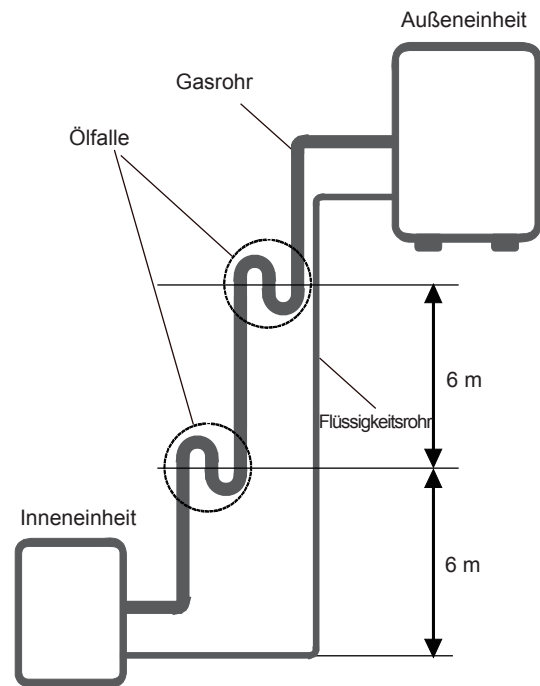 Außeneinheit
Gasrohr
Ölfalle
6 m
Flüssigkeitsrohr
Inneneinheit
6 m